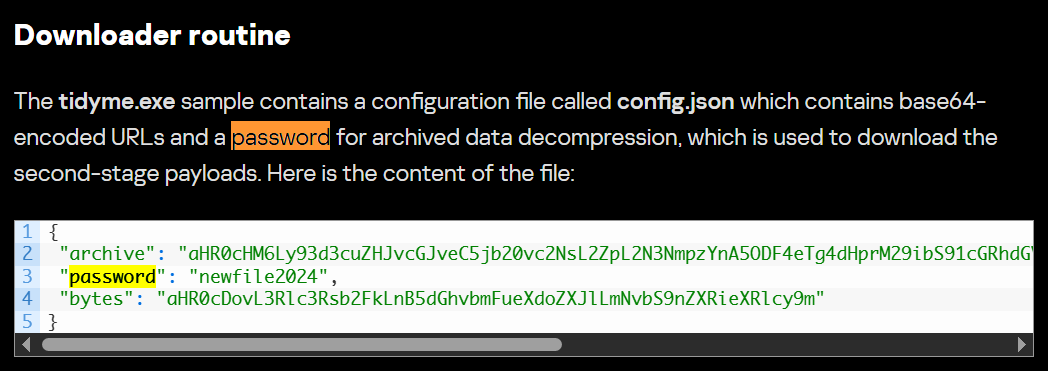 Downloader routine
The tidyme.exe sample contains a configuration file called config.json which contains base64-
encoded URLs and a password for archived data decompression, which is used to download the
second-stage payloads. Here is the content of the file:
1 {
2 "archive": "aHR0cHM6Ly93d3cuZHJvcGJveC5jb20vc2NsL2ZpL2N3NmpzYnA5ODF4eTg4dHprM29ibS91cGRhdGV
3 "password": "newfile2024",
4 "bytes": "aHR0cDovL3Rlc3Rsb2FkLnB5dGhvbmFueXdoZXJlLmNvbS9nZXRieXRlcy9m"
5 }